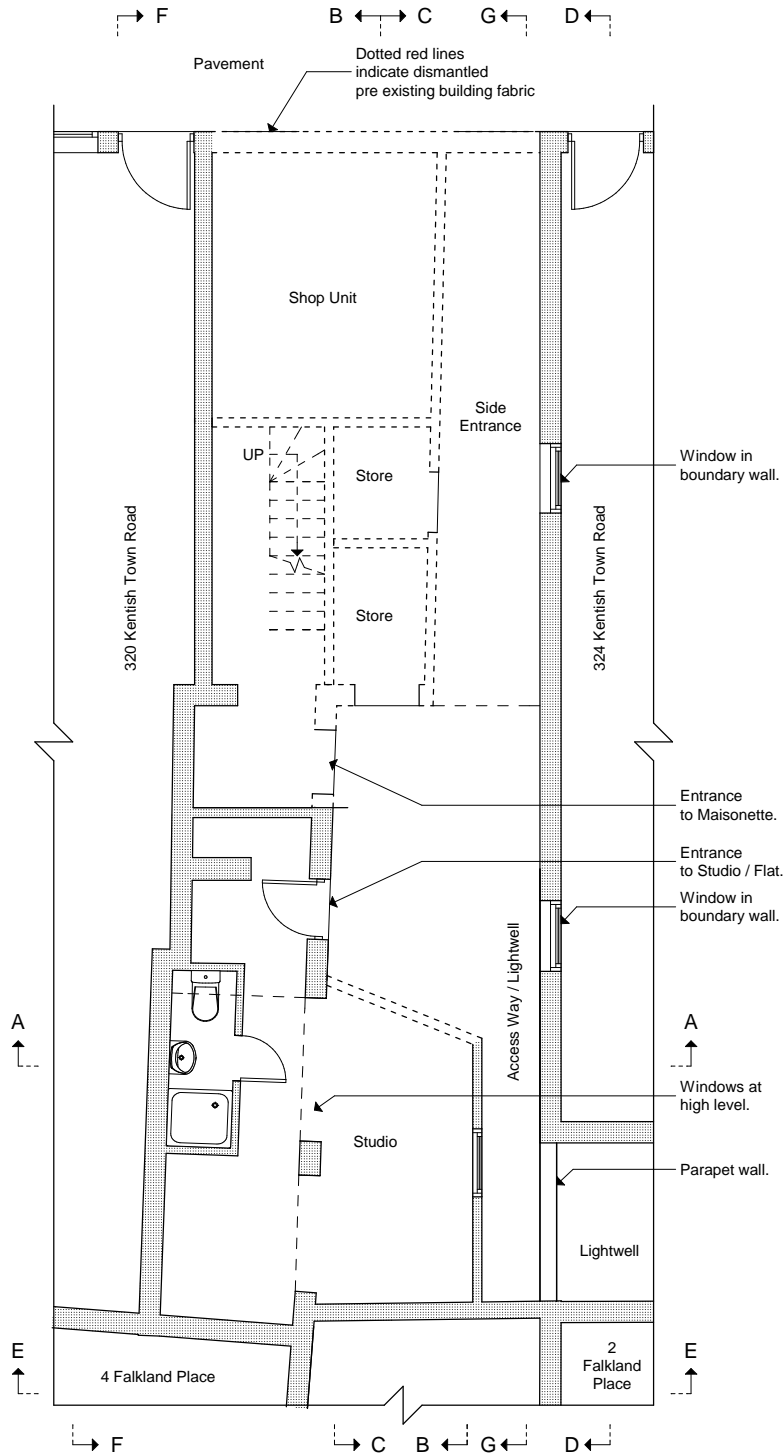 F
B
C
G
D
Pavement
Dotted red lines
indicate dismantled
pre existing building fabric
Shop Unit
Side
Entrance
UP
Store
Window in
boundary wall.
320 Kentish Town Road
324 Kentish Town Road
Store
Entrance
to Maisonette.
Entrance
to Studio / Flat.
Window in
boundary wall.
Access Way / Lightwell
A
A
Windows at
high level.
Studio
Parapet wall.
Lightwell
E
4 Falkland Place
2
Falkland
Place
E
F
C
B
G
D